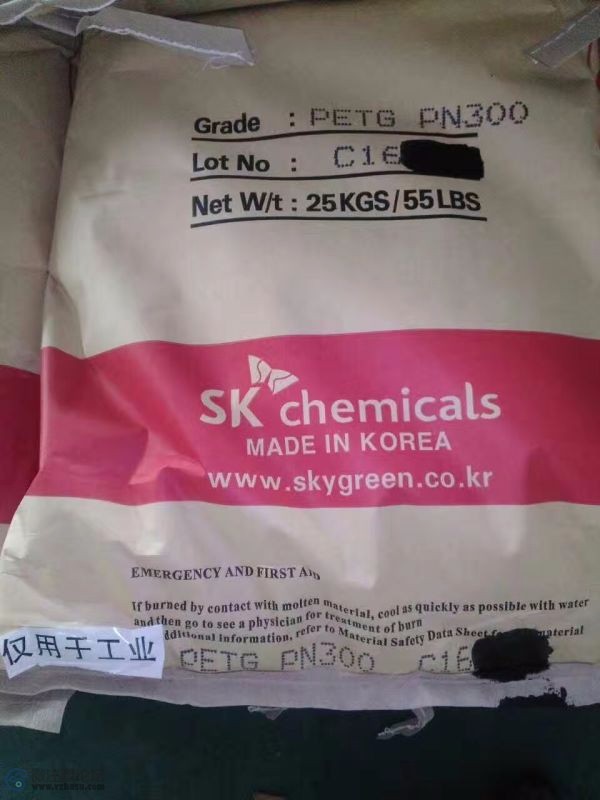 Grade : PETG PN300
Lot No : C16
Net W/t : 25KGS/55LBS
SK chemicals
MADE IN KOREA
www.skygreen.co.kr
EMERGENCY AND FIRST AID
If burned by contact with molten material, cool as quickly as possible with water
and then go to see a physician for treatment of burn
additional information, refer to Material Safety Data Sheet material
仅用于工业
PETG PN300 C16